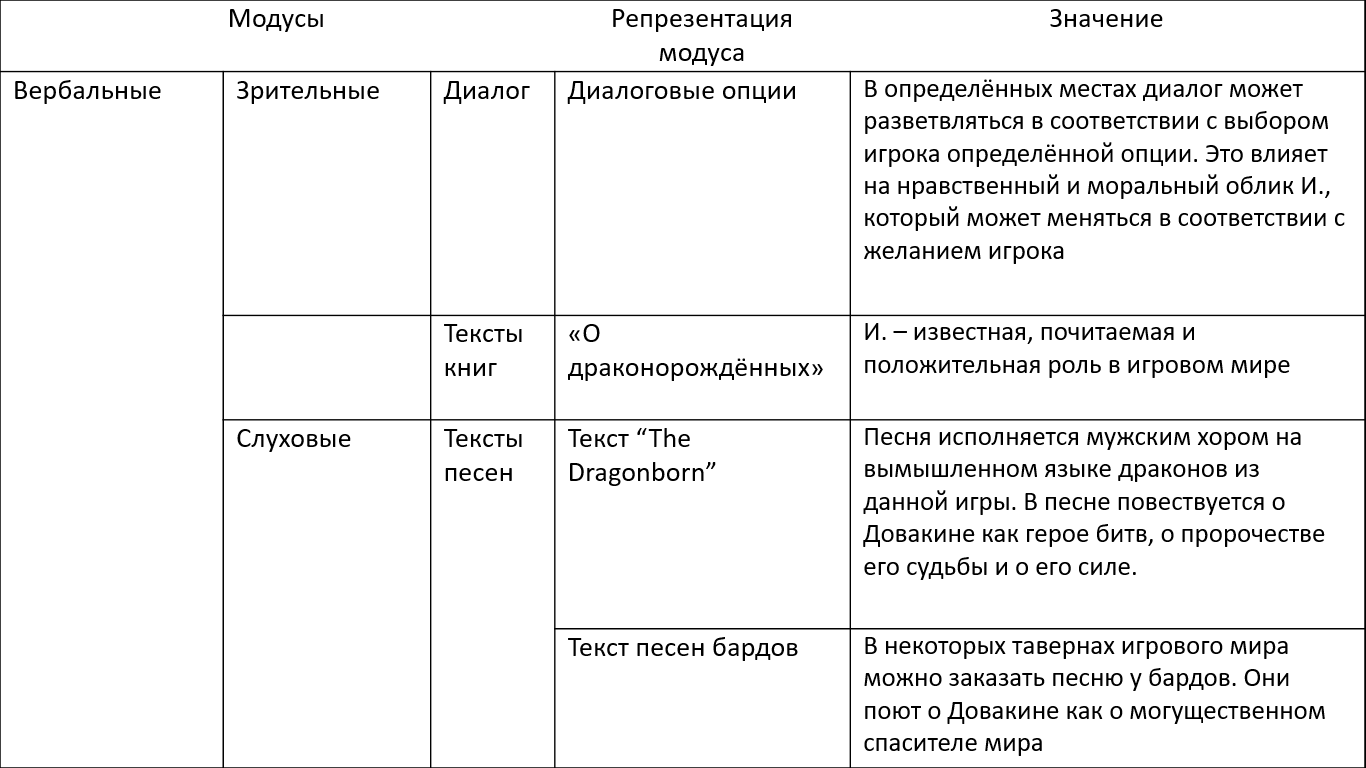 Модусы
Репрезентация
модуса
Значение
Вербальные
Зрительные
Диалог
Диалоговые опции
В определённых местах диалог может
разветвляться в соответствии с выбором
игрока определённой опции. Это влияет
на нравственный и моральный облик И.,
который может меняться в соответствии с
желанием игрока
Тексты
книг
«О
драконорождённых»
И. – известная, почитаемая и
положительная роль в игровом мире
Слуховые
Тексты
песен
Текст “The
Dragonborn”
Песня исполняется мужским хором на
вымышленном языке драконов из
данной игры. В песне повествуется о
Довакине как герое битв, о пророчестве
его судьбы и о его силе.
Текст песен бардов
В некоторых тавернах игрового мира
можно заказать песню у бардов. Они
поют о Довакине как о могущественном
спасителе мира